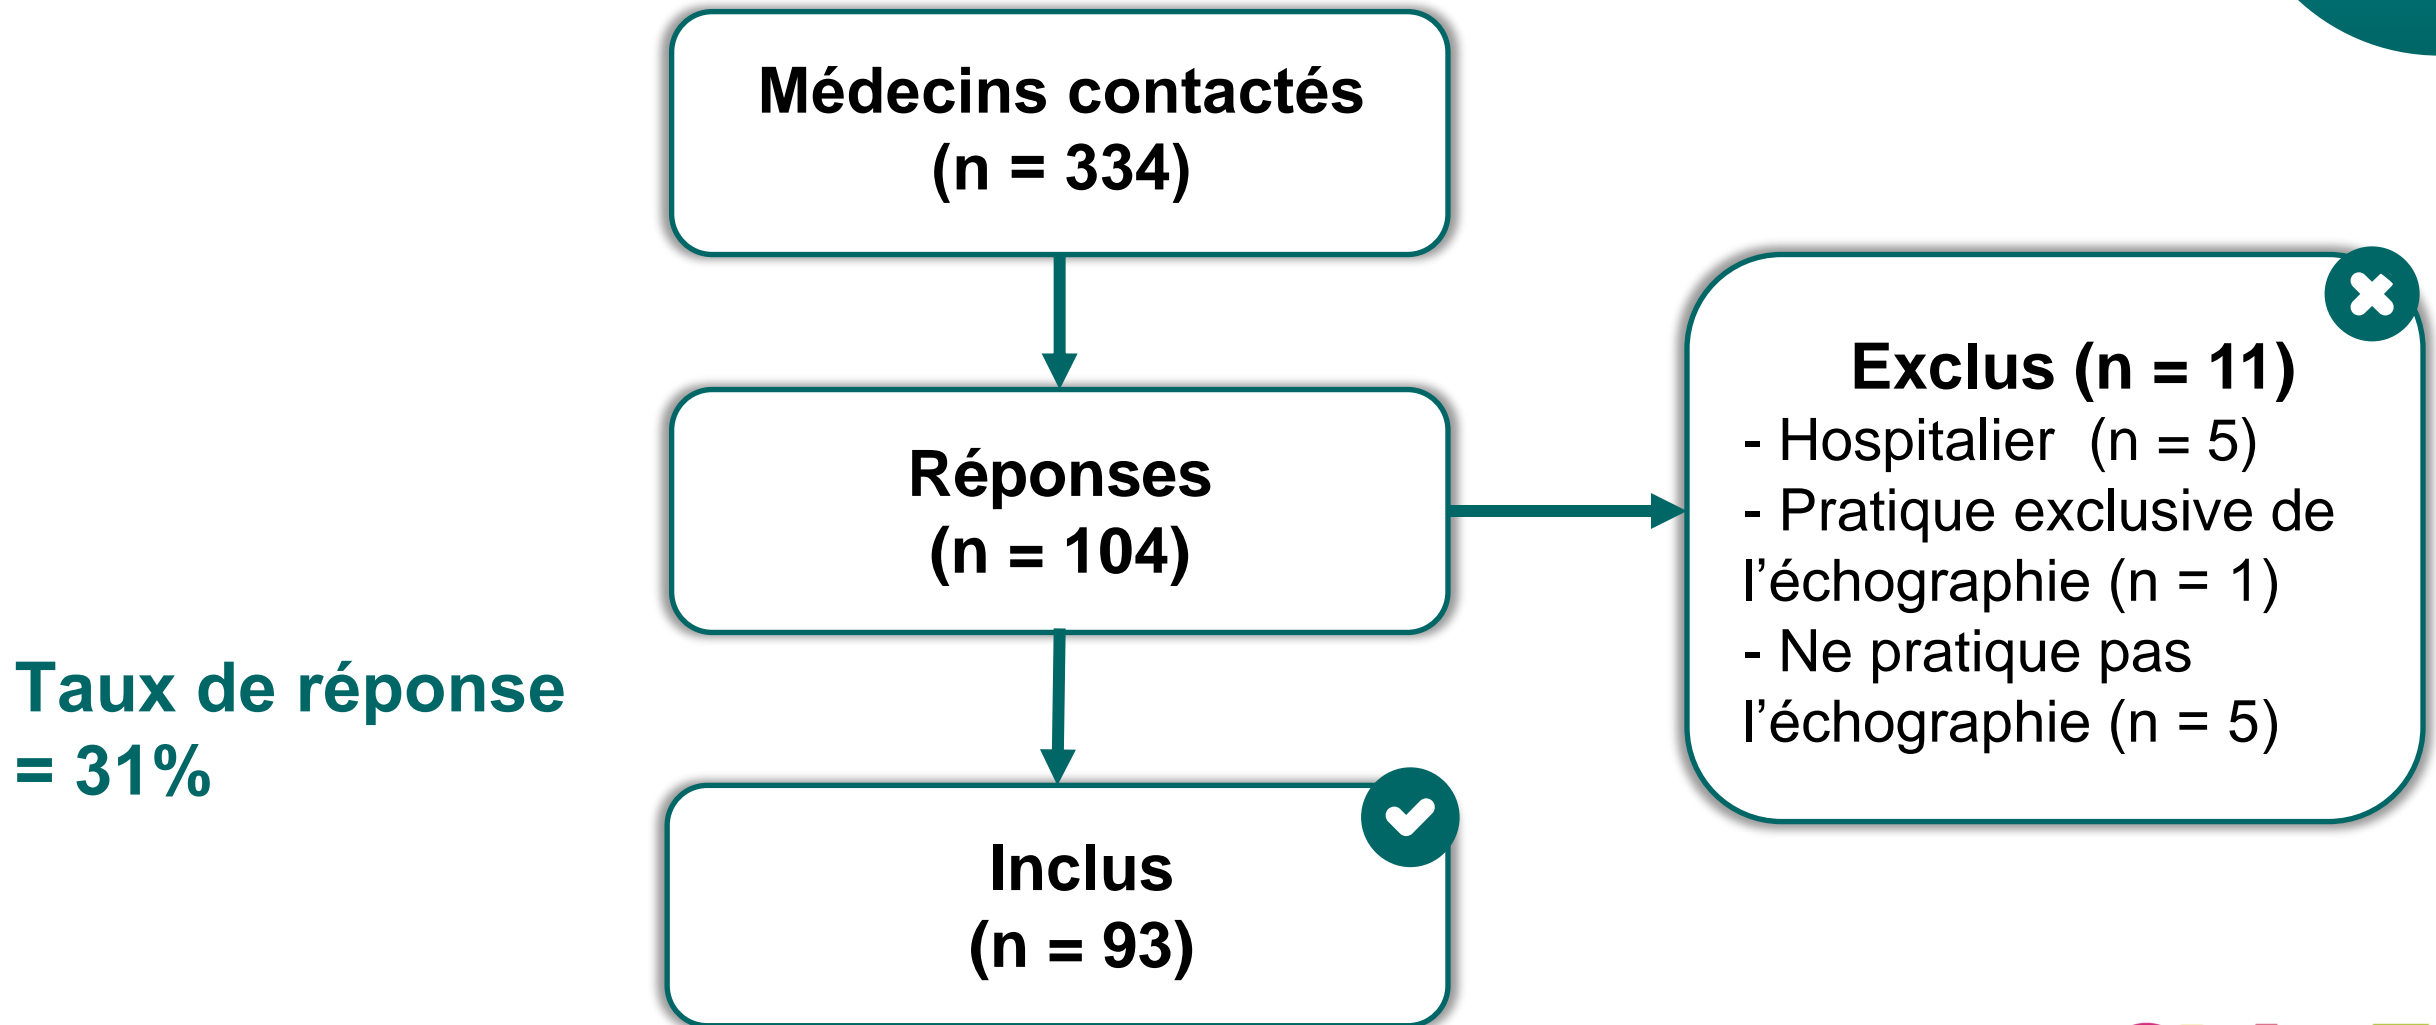 Médecins contactés
(n = 334)
Réponses
(n = 104)
Exclus (n = 11)
- Hospitalier (n = 5)
- Pratique exclusive de
l’échographie (n = 1)
- Ne pratique pas
l’échographie (n = 5)
Taux de réponse
= 31%
Inclus
(n = 93)